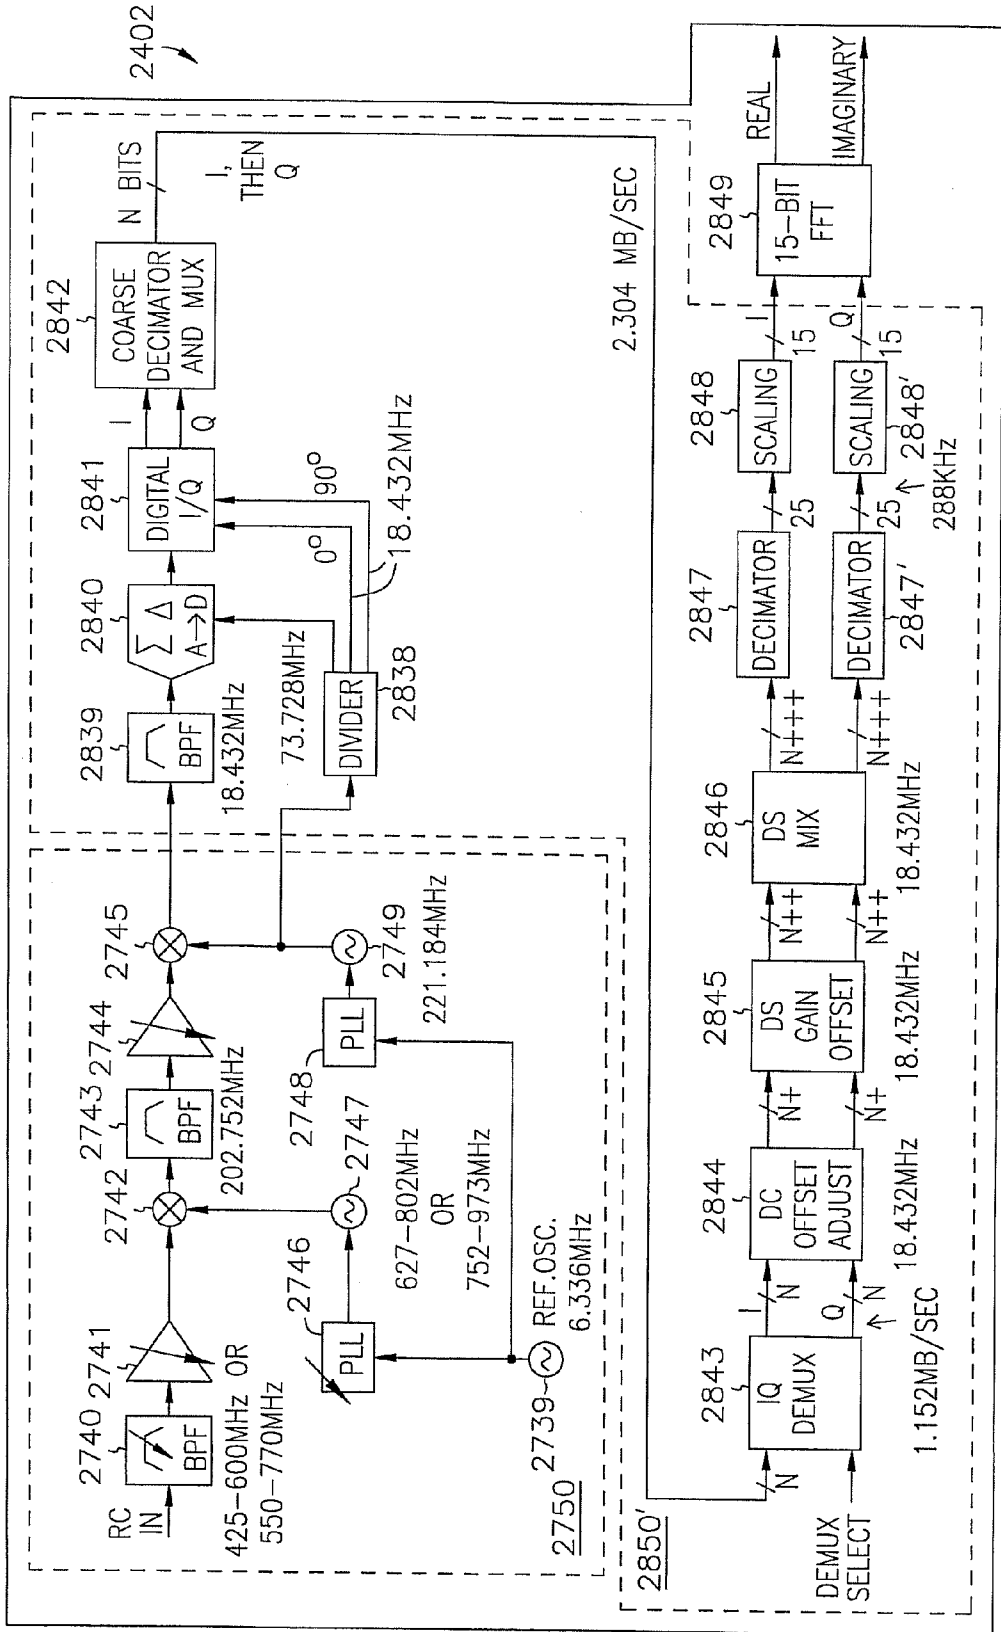 2402
RC
IN
2740
BPF
425-600MHz OR
550-770MHz
2741
2742
2743
BPF
202.752MHz
2744
2745
2746
PLL
2747
627-802MHz
OR
752-973MHz
2748
PLL
2749
221.184MHz
2739
REF.OSC.
6.336MHz
2750
2839
BPF
18.432MHz
2840
Σ Δ
A→D
73.728MHz
DIVIDER
2838
2841
DIGITAL
I/Q
0°
90°
18.432MHz
I
Q
2842
COARSE
DECIMATOR
AND MUX
N BITS
I,
THEN
Q
2.304 MB/SEC
2850'
N
DEMUX
SELECT
2843
IQ
DEMUX
I
N
Q
N
1.152MB/SEC
2844
DC
OFFSET
ADJUST
18.432MHz
N+
N+
2845
DS
GAIN
OFFSET
18.432MHz
N++
N++
2846
DS
MIX
18.432MHz
N+++
N+++
2847
DECIMATOR
DECIMATOR
2847'
25
25
288KHz
2848
SCALING
SCALING
2848'
I
15
Q
15
2849
15-BIT
FFT
REAL
IMAGINARY